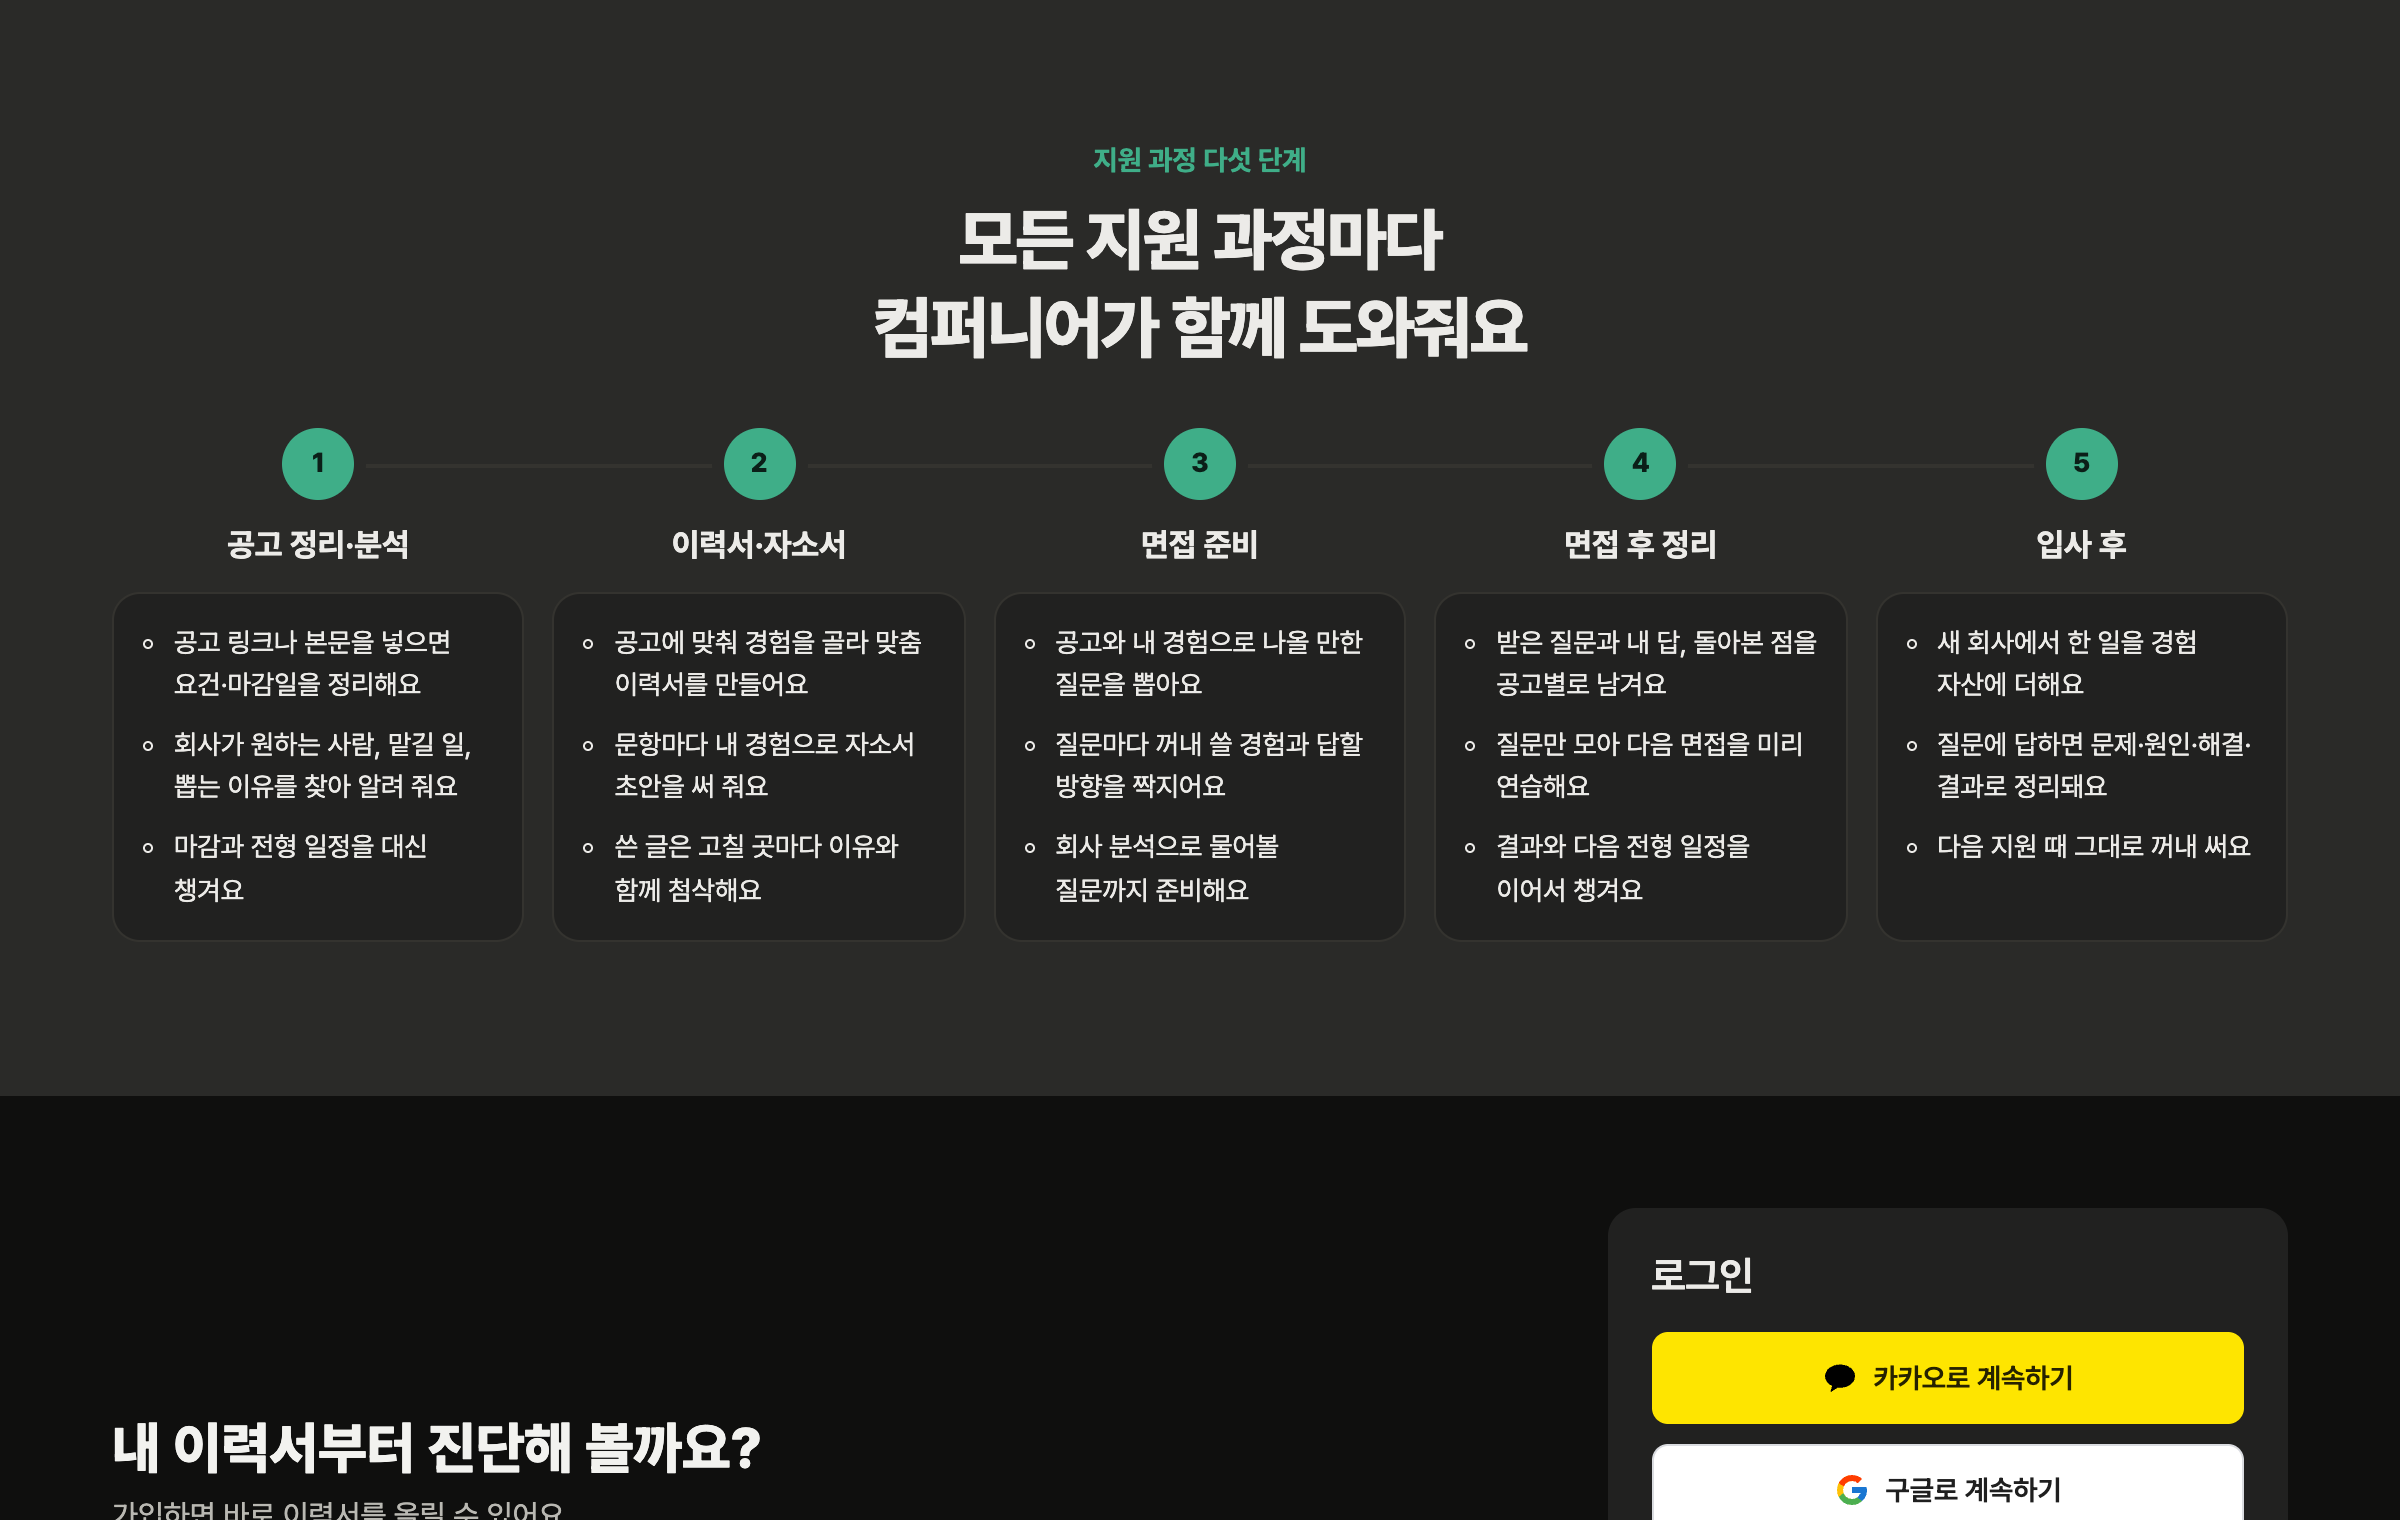 지원 과정 다섯 단계
모든 지원 과정마다
컴퍼니어가 함께 도와줘요
1
공고 정리·분석
공고 링크나 본문을 넣으면
요건·마감일을 정리해요
회사가 원하는 사람, 맡길 일,
뽑는 이유를 찾아 알려 줘요
마감과 전형 일정을 대신
챙겨요
2
이력서·자소서
공고에 맞춰 경험을 골라 맞춤
이력서를 만들어요
문항마다 내 경험으로 자소서
초안을 써 줘요
쓴 글은 고칠 곳마다 이유와
함께 첨삭해요
3
면접 준비
공고와 내 경험으로 나올 만한
질문을 뽑아요
질문마다 꺼내 쓸 경험과 답할
방향을 짝지어요
회사 분석으로 물어볼
질문까지 준비해요
4
면접 후 정리
받은 질문과 내 답, 돌아본 점을
공고별로 남겨요
질문만 모아 다음 면접을 미리
연습해요
결과와 다음 전형 일정을
이어서 챙겨요
5
입사 후
새 회사에서 한 일을 경험
자산에 더해요
질문에 답하면 문제·원인·해결·
결과로 정리돼요
다음 지원 때 그대로 꺼내 써요
내 이력서부터 진단해 볼까요?
가입하면 바로 이력서를 올릴 수 있어요
로그인
카카오로 계속하기
구글로 계속하기